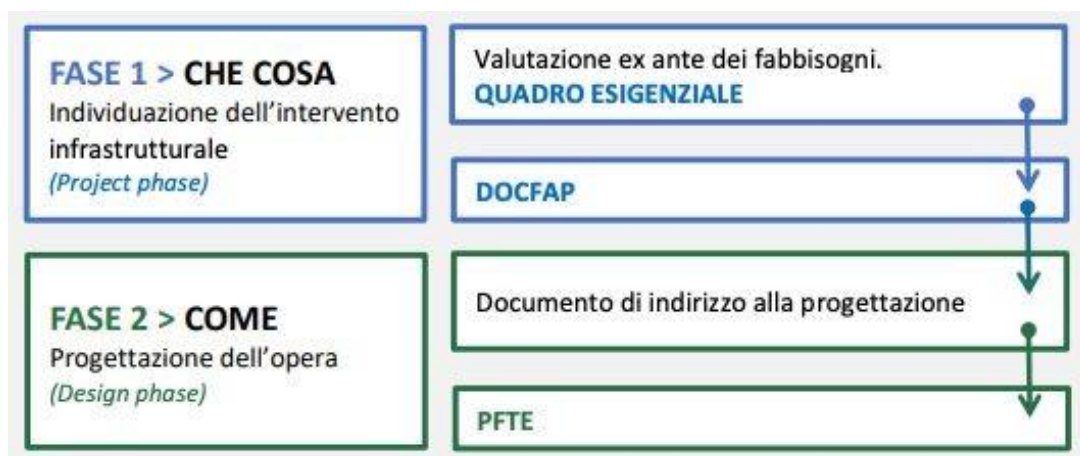 FASE 1 > CHE COSA
Individuazione dell'intervento
infrastrutturale
(Project phase)
Valutazione ex ante dei fabbisogni.
QUADRO ESIGENZIALE
DOCFAP
FASE 2 > COME
Progettazione dell'opera
(Design phase)
Documento di indirizzo alla progettazione
PFTE